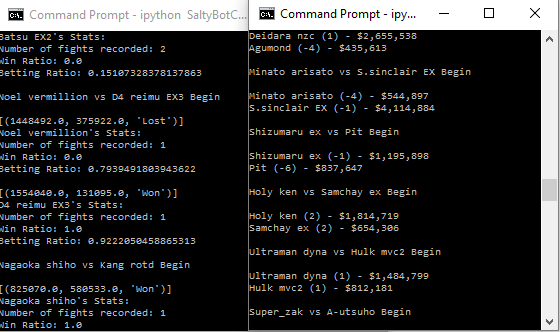 Command Prompt - ipython  SaltyBotC...
Batsu EX2's Stats:
Number of fights recorded: 2
Win Ratio: 0.0
Betting Ratio: 0.15107328378137863
Noel vermillion vs D4 reimu EX3 Begin
[(1448492.0, 375922.0, 'Lost')]
Noel vermillion's Stats:
Number of fights recorded: 1
Win Ratio: 0.0
Betting Ratio: 0.7939491803943622
[(1554040.0, 131095.0, 'Won')]
D4 reimu EX3's Stats:
Number of fights recorded: 1
Win Ratio: 1.0
Betting Ratio: 0.9222050458865313
Nagaoka shiho vs Kang rotd Begin
[(825070.0, 580533.0, 'Won')]
Nagaoka shiho's Stats:
Number of fights recorded: 1
Win Ratio: 1.0
Command Prompt - ipy...
Deidara nzc (1) - $2,655,538
Agumond (-4) - $435,613
Minato arisato vs S.sinclair EX Begin
Minato arisato (-4) - $544,897
S.sinclair EX (-1) - $4,114,884
Shizumaru ex vs Pit Begin
Shizumaru ex (-1) - $1,195,898
Pit (-6) - $837,647
Holy ken vs Samchay ex Begin
Holy ken (2) - $1,814,719
Samchay ex (2) - $654,306
Ultraman dyna vs Hulk mvc2 Begin
Ultraman dyna (1) - $1,484,799
Hulk mvc2 (1) - $812,181
Super_zak vs A-utsuho Begin